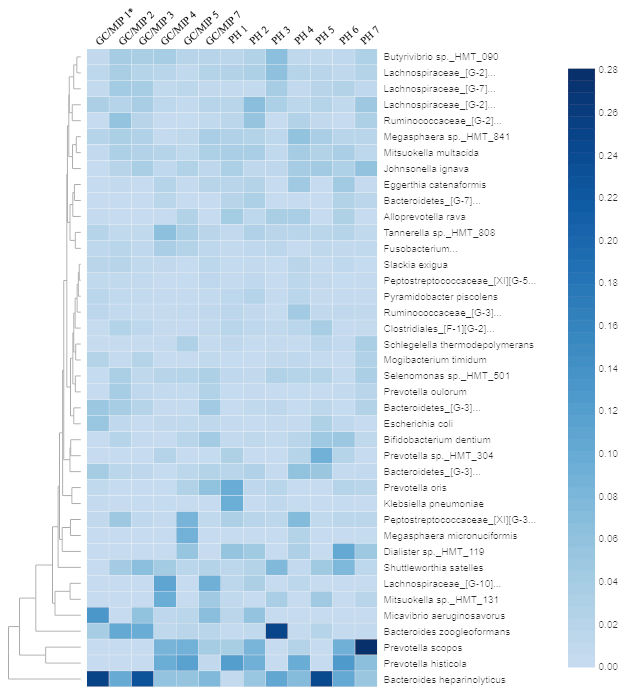 GC/MIP 1*
GC/MIP 2
GC/MIP 3
GC/MIP 4
GC/MIP 5
GC/MIP 7
PH 1
PH 2
PH 3
PH 4
PH 5
PH 6
PH 7
Butyrivibrio sp._HMT_090
Lachnospiraceae_[G-2]...
Lachnospiraceae_[G-7]...
Lachnospiraceae_[G-2]...
Ruminococcaceae_[G-2]...
Megasphaera sp._HMT_841
Mitsuokella multacida
Johnsonella ignava
Eggerthia catenaformis
Bacteroidetes_[G-7]...
Alloprevotella rava
Tannerella sp._HMT_808
Fusobacterium...
Slackia exigua
Peptostreptococcaceae_[XI][G-5...
Pyramidobacter piscolens
Ruminococcaceae_[G-3]...
Clostridiales_[F-1][G-2]...
Schlegelella thermodepolymerans
Mogibacterium timidum
Selenomonas sp._HMT_501
Prevotella oulorum
Bacteroidetes_[G-3]...
Escherichia coli
Bifidobacterium dentium
Prevotella sp._HMT_304
Bacteroidetes_[G-3]...
Prevotella oris
Klebsiella pneumoniae
Peptostreptococcaceae_[XI][G-3...
Megasphaera micronuciformis
Dialister sp._HMT_119
Shuttleworthia satelles
Lachnospiraceae_[G-10]...
Mitsuokella sp._HMT_131
Micavibrio aeruginosavorus
Bacteroides zoogleoformans
Prevotella scopos
Prevotella histicola
Bacteroides heparinolyticus
0.28
0.26
0.24
0.22
0.20
0.18
0.16
0.14
0.12
0.10
0.08
0.06
0.04
0.02
0.00